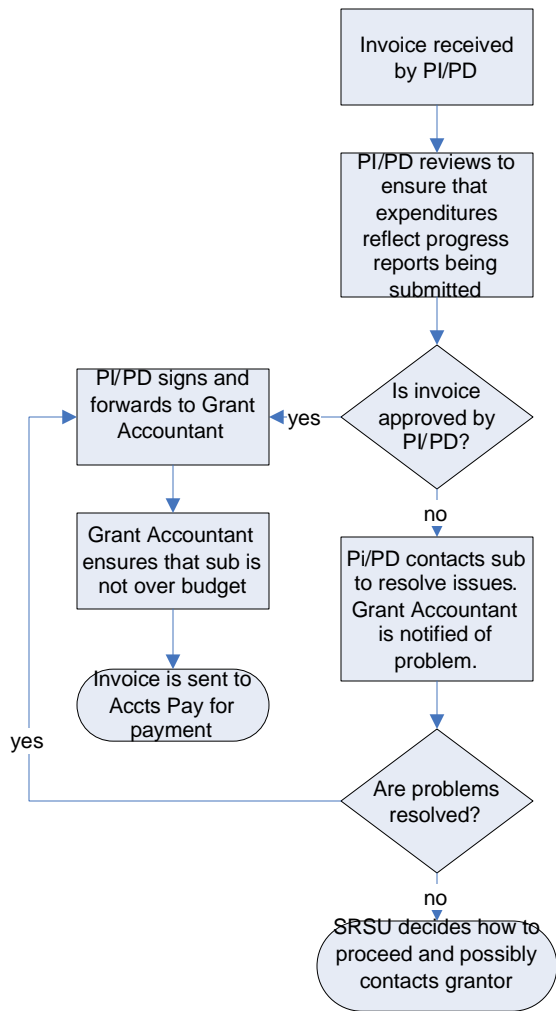 Invoice received
by PI/PD
PI/PD reviews to
ensure that
expenditures
reflect progress
reports being
submitted
Is invoice
approved by
PI/PD?
yes
PI/PD signs and
forwards to Grant
Accountant
Grant Accountant
ensures that sub is
not over budget
Invoice is sent to
Accts Pay for
payment
no
Pi/PD contacts sub
to resolve issues.
Grant Accountant
is notified of
problem.
Are problems
resolved?
yes
no
SRSU decides how to
proceed and possibly
contacts grantor